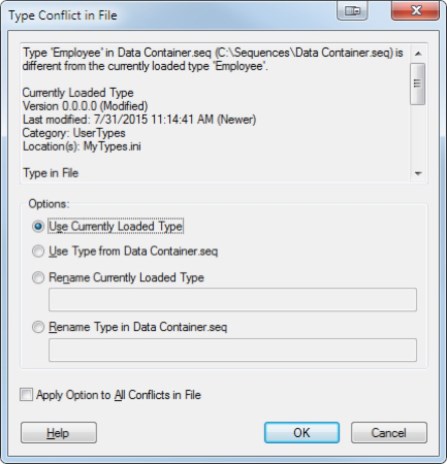 Type Conflict in File
Type 'Employee' in Data Container.seq (C:\Sequences\Data Container.seq) is
different from the currently loaded type 'Employee'.
Currently Loaded Type
Version 0.0.0.0 (Modified)
Last modified: 7/31/2015 11:14:41 AM (Newer)
Category: UserTypes
Location(s): MyTypes.ini
Type in File
Options:
Use Currently Loaded Type
Use Type from Data Container.seq
Rename Currently Loaded Type
Rename Type in Data Container.seq
Apply Option to All Conflicts in File
Help
OK
Cancel